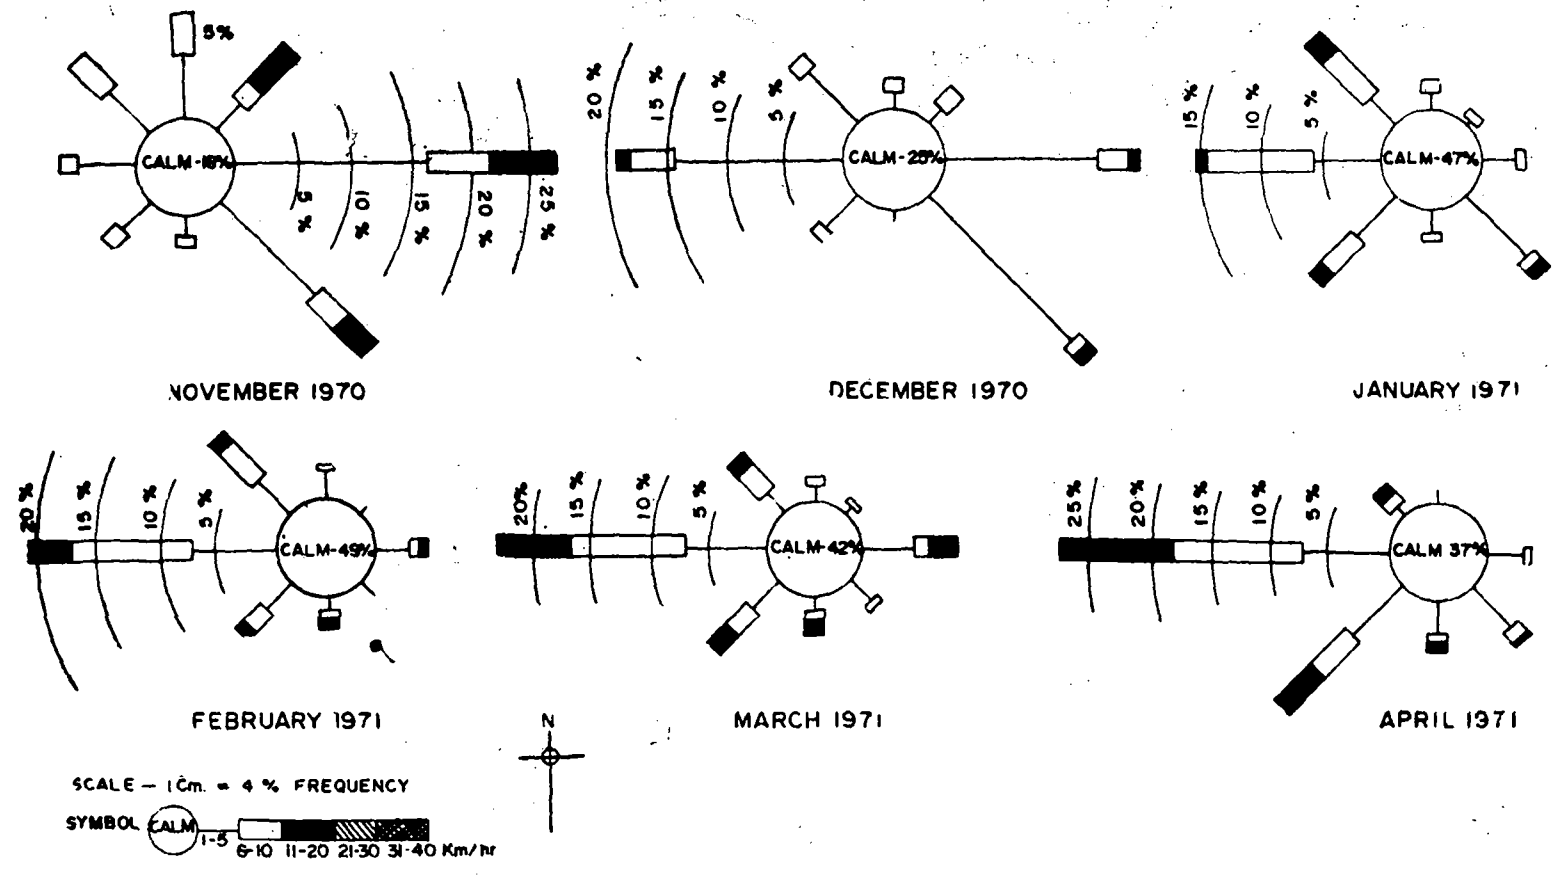 5%
CALM-18%
5 %
10 %
15 %
20 %
25 %
NOVEMBER 1970
20 %
15 %
10 %
5 %
CALM-25%
DECEMBER 1970
15 %
10 %
5 %
CALM-47%
JANUARY 1971
20 %
15 %
10 %
5 %
CALM-49%
FEBRUARY 1971
20%
15 %
10 %
5 %
CALM-42%
MARCH 1971
25%
20%
15%
10%
5%
CALM 37%
APRIL 1971
N
SCALE – 1 Cm. = 4 % FREQUENCY
SYMBOL CALM 1-5
6-10 11-20 21-30 31-40 Km/hr